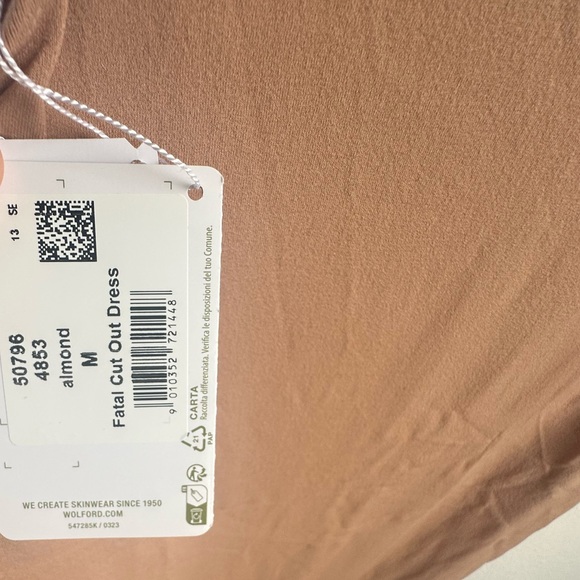 13 SE
50796
4853
almond
M
Fatal Cut Out Dress
9 010352 721448
CARTA
Raccolta differenziata. Verifica le disposizioni del tuo Comune.
21
PAP
WE CREATE SKINWEAR SINCE 1950
WOLFORD.COM
547285K / 0323